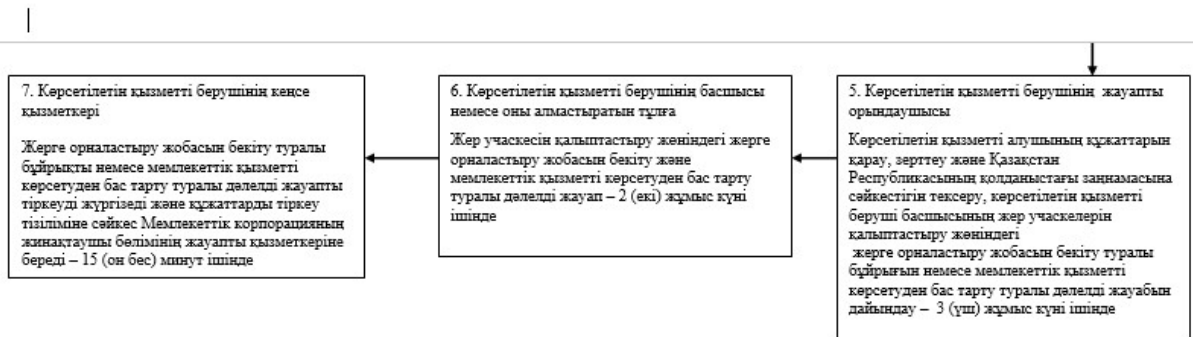 7. Көрсетілетін қызметті берушінің кеңсе
қызметкері
Жерге орналастыру жобасын бекіту туралы
бұйрықты немесе мемлекеттік қызметті
көрсетуден бас тарту туралы дәлелді жауапты
тіркеуді жүргізеді және құжаттарды тіркеу
тізіліміне сәйкес Мемлекеттік корпорацияның
жинақтаушы бөлімінің жауапты қызметкеріне
береді – 15 (он бес) минут ішінде
6. Көрсетілетін қызметті берушінің басшысы
немесе оны алмастыратын тұлға
Жер учаскесін қалыптастыру жөніндегі жерге
орналастыру жобасын бекіту және
мемлекеттік қызметті көрсетуден бас тарту
туралы дәлелді жауап – 2 (екі) жұмыс күні
ішінде
5. Көрсетілетін қызметті берушінің жауапты
орындаушысы
Көрсетілетін қызметті алушының құжаттарын
қарау, зерттеу және Қазақстан
Республикасының қолданыстағы заңнамасына
сәйкестігін тексеру, көрсетілетін қызметті
беруші басшысының жер учаскелерін
қалыптастыру жөніндегі
жерге орналастыру жобасын бекіту туралы
бұйрығын немесе мемлекеттік қызметті
көрсетуден бас тарту туралы дәлелді жауабын
дайындау – 3 (үш) жұмыс күні ішінде